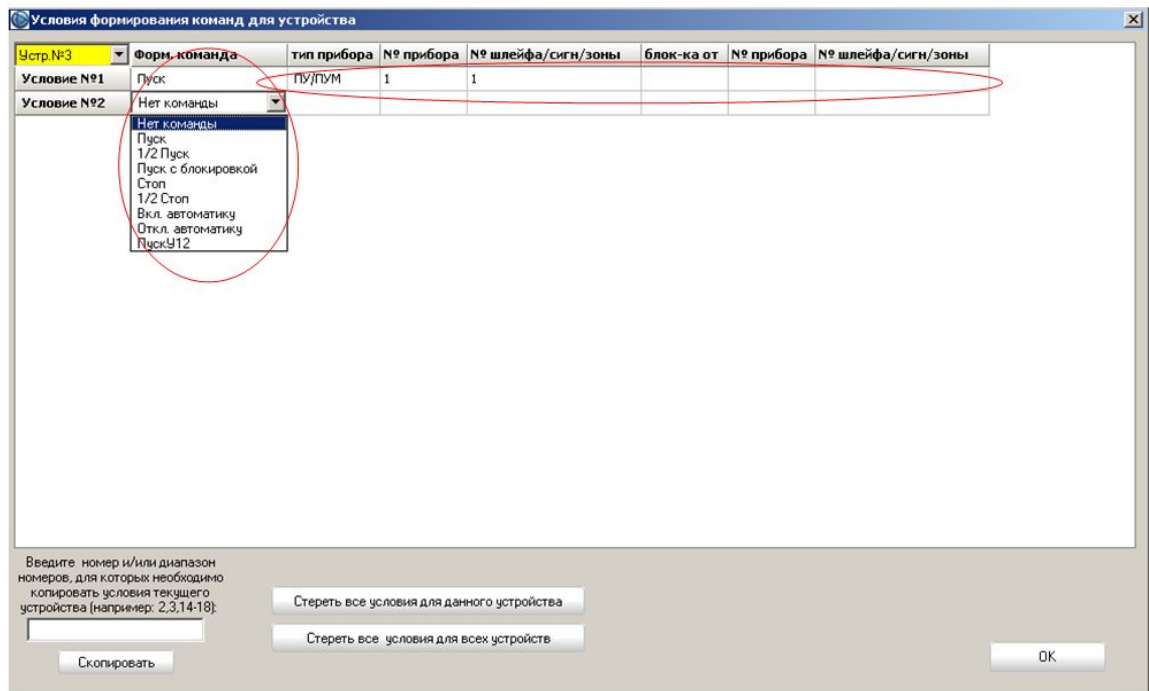 Условия формирования команд для устройства
Устр.№3 Форм. команда тип прибора № прибора № шлейфа/сигн/зоны блок-ка от № прибора № шлейфа/сигн/зоны
Условие №1 Пуск ПУ/ПУМ 1 1
Условие №2 Нет команды
Нет команды
Пуск
1/2 Пуск
Пуск с блокировкой
Стоп
1/2 Стоп
Вкл. автоматику
Откл. автоматику
ПускУ12
Введите номер и/или диапазон
номеров, для которых необходимо
копировать условия текущего
устройства (например: 2,3,14-18):
Стереть все условия для данного устройства
Стереть все условия для всех устройств
Скопировать
OK